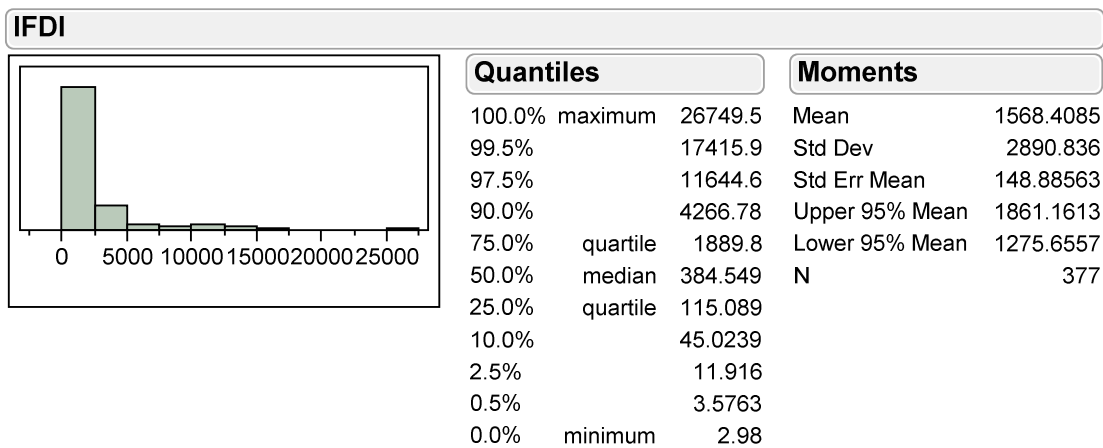 IFDI
0 5000 10000 15000 20000 25000
Quantiles
100.0% maximum 26749.5
99.5% 17415.9
97.5% 11644.6
90.0% 4266.78
75.0% quartile 1889.8
50.0% median 384.549
25.0% quartile 115.089
10.0% 45.0239
2.5% 11.916
0.5% 3.5763
0.0% minimum 2.98
Moments
Mean 1568.4085
Std Dev 2890.836
Std Err Mean 148.88563
Upper 95% Mean 1861.1613
Lower 95% Mean 1275.6557
N 377